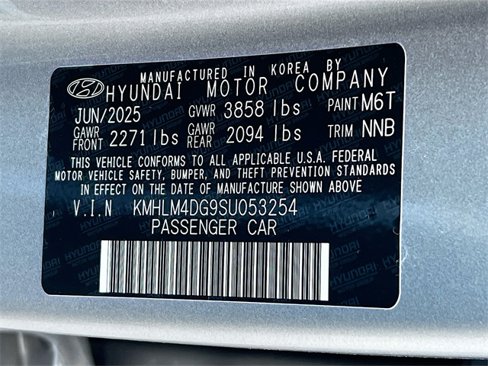 MANUFACTURED IN KOREA BY
HYUNDAI MOTOR COMPANY
JUN/2025 GVWR 3858 lbs PAINT M6T
GAWR FRONT 2271 lbs GAWR REAR 2094 lbs TRIM NNB
THIS VEHICLE CONFORMS TO ALL APPLICABLE U.S.A. FEDERAL
MOTOR VEHICLE SAFETY, BUMPER, AND THEFT PREVENTION STANDARDS
IN EFFECT ON THE DATE OF MANUFACTURE SHOWN ABOVE
V.I.N KMHLM4DG9SU053254
PASSENGER CAR